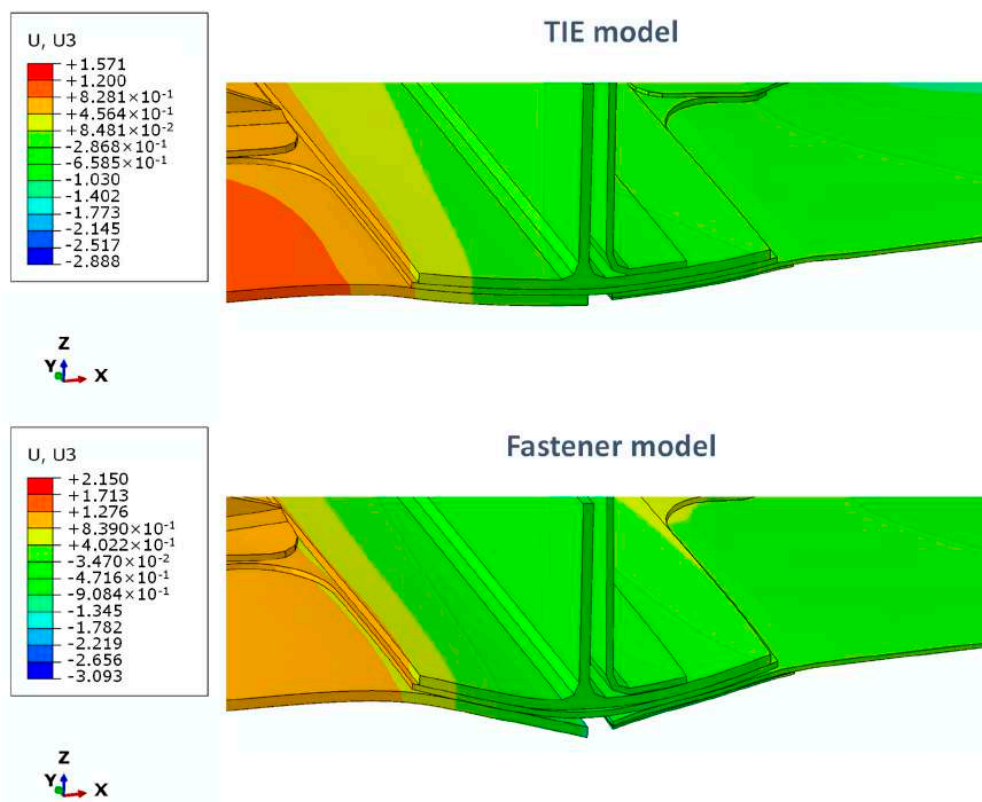 TIE model
U, U3
+1.571
+1.200
+8.281×10⁻¹
+4.564×10⁻¹
+8.481×10⁻²
-2.868×10⁻¹
-6.585×10⁻¹
-1.030
-1.402
-1.773
-2.145
-2.517
-2.888
Z
Y
X
Fastener model
U, U3
+2.150
+1.713
+1.276
+8.390×10⁻¹
+4.022×10⁻¹
-3.470×10⁻²
-4.716×10⁻¹
-9.084×10⁻¹
-1.345
-1.782
-2.219
-2.656
-3.093
Z
Y
X